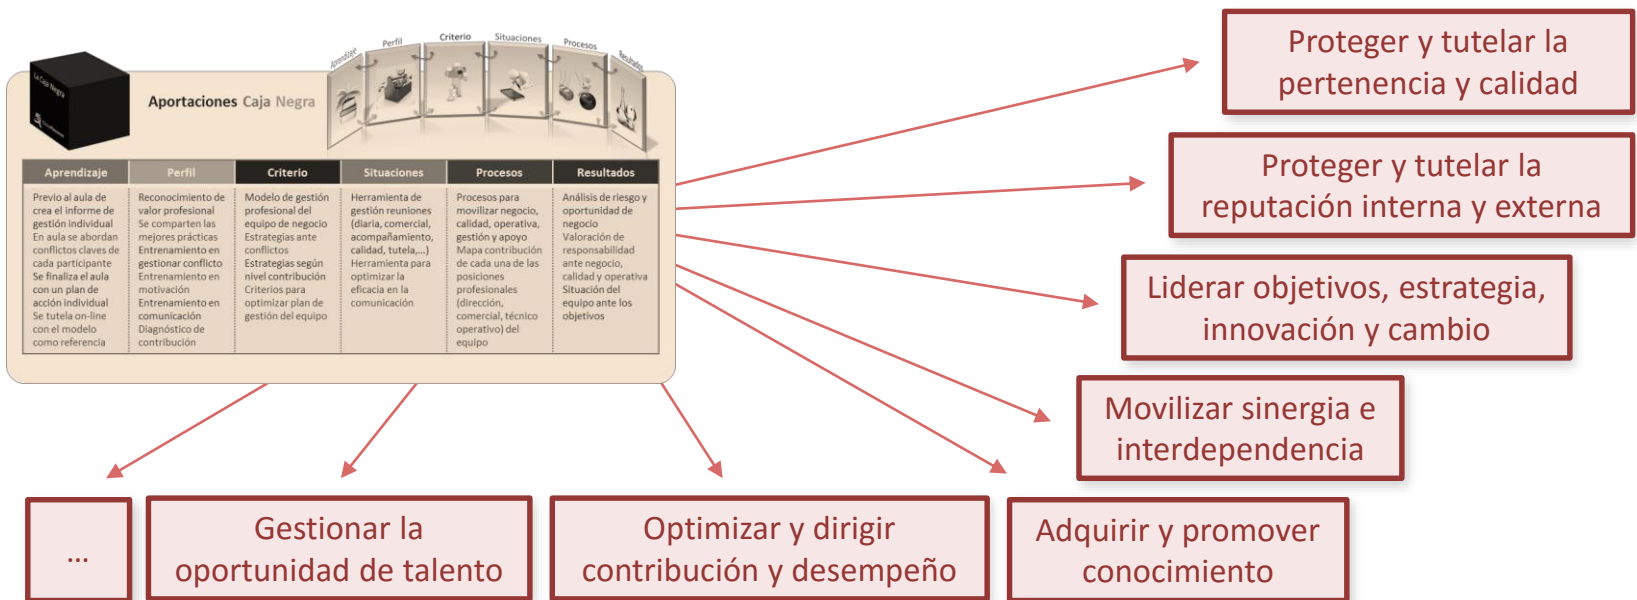 Aprendizaje
Perfil
Criterio
Situaciones
Procesos
Resultados
La Caja Negra
Aportaciones Caja Negra
Aprendizaje
Perfil
Criterio
Situaciones
Procesos
Resultados
Previo al aula de
crea el informe de
gestión individual
En aula se abordan
conflictos claves de
cada participante
Se finaliza el aula
con un plan de
acción individual
Se tutela on-line
con el modelo
como referencia
Reconocimiento de
valor profesional
Se comparten las
mejores prácticas
Entrenamiento en
gestionar conflicto
Entrenamiento en
motivación
Entrenamiento en
comunicación
Diagnóstico de
contribución
Modelo de gestión
profesional del
equipo de negocio
Estrategias ante
conflictos
Estrategias según
nivel contribución
Criterios para
optimizar plan de
gestión del equipo
Herramienta de
gestión reuniones
(diaria, comercial,
acompañamiento,
calidad, tutela,...)
Herramienta para
optimizar la
eficacia en la
comunicación
Procesos para
movilizar negocio,
calidad, operativa,
gestión y apoyo
Mapa contribución
de cada una de las
posiciones
profesionales
(dirección,
comercial, técnico
operativo) del
equipo
Análisis de riesgo y
oportunidad de
negocio
Valoración de
responsabilidad
ante negocio,
calidad y operativa
Situación del
equipo ante los
objetivos
Proteger y tutelar la
pertenencia y calidad
Proteger y tutelar la
reputación interna y externa
Liderar objetivos, estrategia,
innovación y cambio
Movilizar sinergia e
interdependencia
...
Gestionar la
oportunidad de talento
Optimizar y dirigir
contribución y desempeño
Adquirir y promover
conocimiento